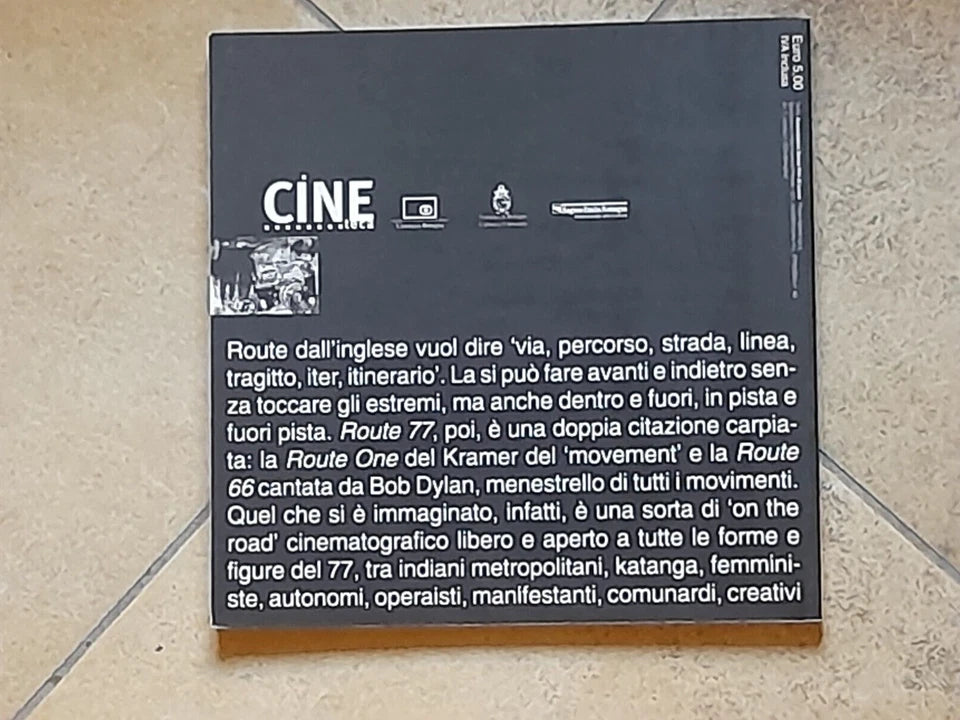 Euro 5,00
IVA inclusa
CINE
teca
Route dall'inglese vuol dire 'via, percorso, strada, linea,
tragitto, iter, itinerario'. La si può fare avanti e indietro sen-
za toccare gli estremi, ma anche dentro e fuori, in pista e
fuori pista. Route 77, poi, è una doppia citazione carpia-
ta: la Route One del Kramer del 'movement' e la Route
66 cantata da Bob Dylan, menestrello di tutti i movimenti.
Quel che si è immaginato, infatti, è una sorta di 'on the
road' cinematografico libero e aperto a tutte le forme e
figure del 77, tra indiani metropolitani, katanga, femmini-
ste, autonomi, operaisti, manifestanti, comunardi, creativi